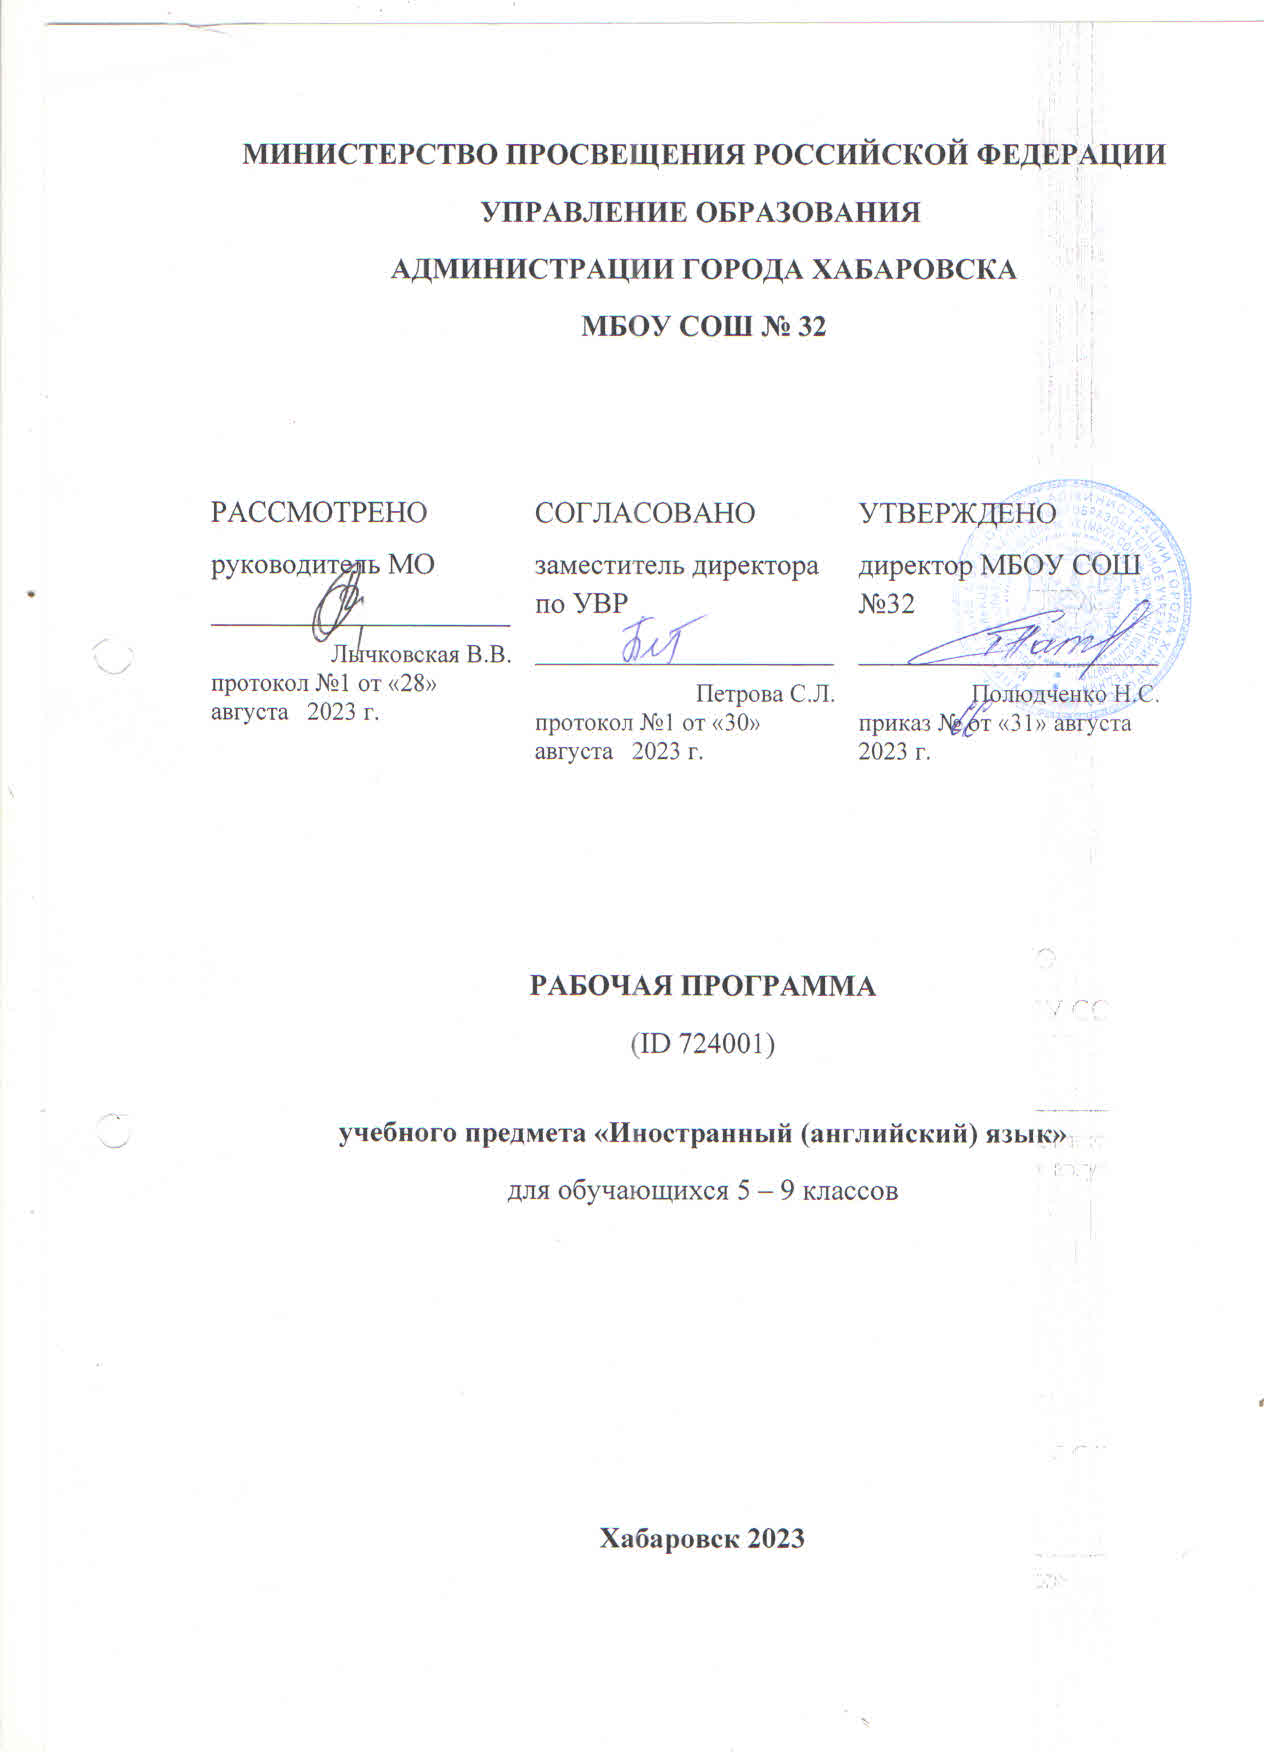 МИНИСТЕРСТВО ПРОСВЕЩЕНИЯ РОССИЙСКОЙ ФЕДЕРАЦИИ
УПРАВЛЕНИЕ ОБРАЗОВАНИЯ
АДМИНИСТРАЦИИ ГОРОДА ХАБАРОВСКА
МБОУ СОШ № 32
РАССМОТРЕНО
руководитель МО
Лычковская В.В.
протокол №1 от «28»
августа 2023 г.
СОГЛАСОВАНО
заместитель директора
по УВР
Петрова С.Л.
протокол №1 от «30»
августа 2023 г.
УТВЕРЖДЕНО
директор МБОУ СОШ
№32
Полюдченко Н.С.
приказ № от «31» августа
2023 г.
РАБОЧАЯ ПРОГРАММА
(ID 724001)
учебного предмета «Иностранный (английский) язык»
для обучающихся 5 – 9 классов
Хабаровск 2023